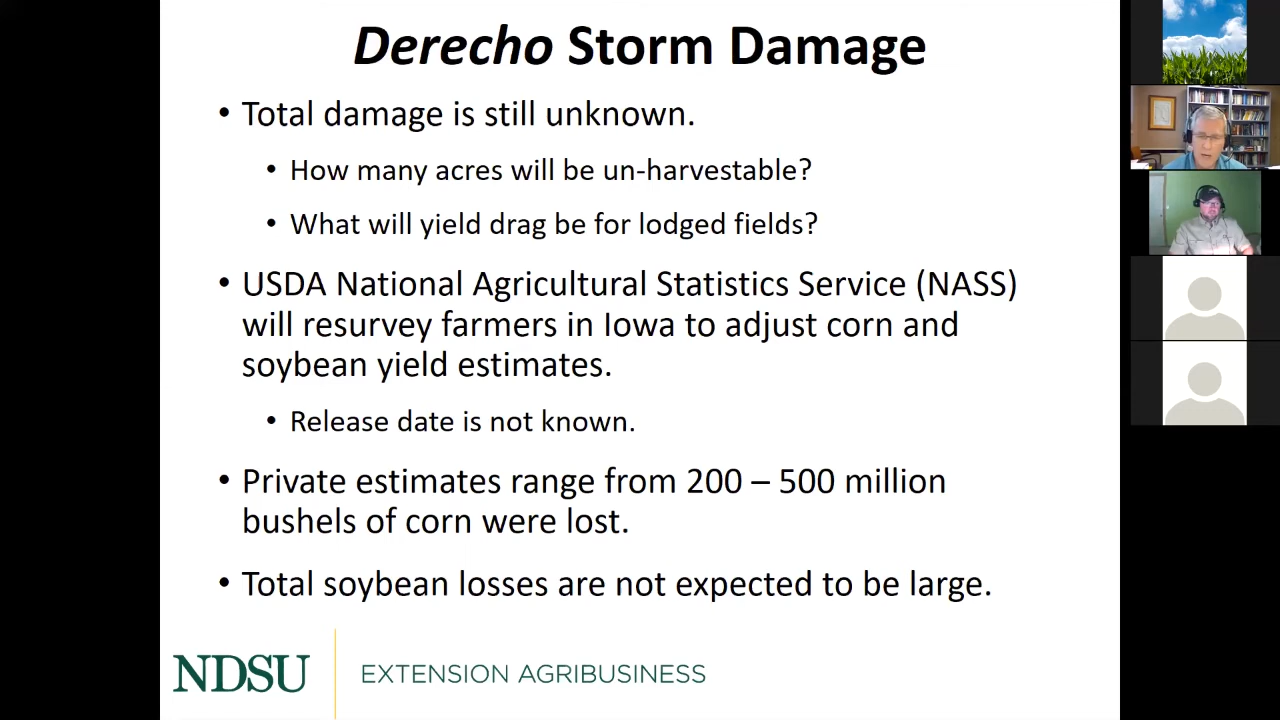 Derecho Storm Damage
• Total damage is still unknown.
• How many acres will be un-harvestable?
• What will yield drag be for lodged fields?
• USDA National Agricultural Statistics Service (NASS)
will resurvey farmers in Iowa to adjust corn and
soybean yield estimates.
• Release date is not known.
• Private estimates range from 200 – 500 million
bushels of corn were lost.
• Total soybean losses are not expected to be large.
NDSU
EXTENSION AGRIBUSINESS